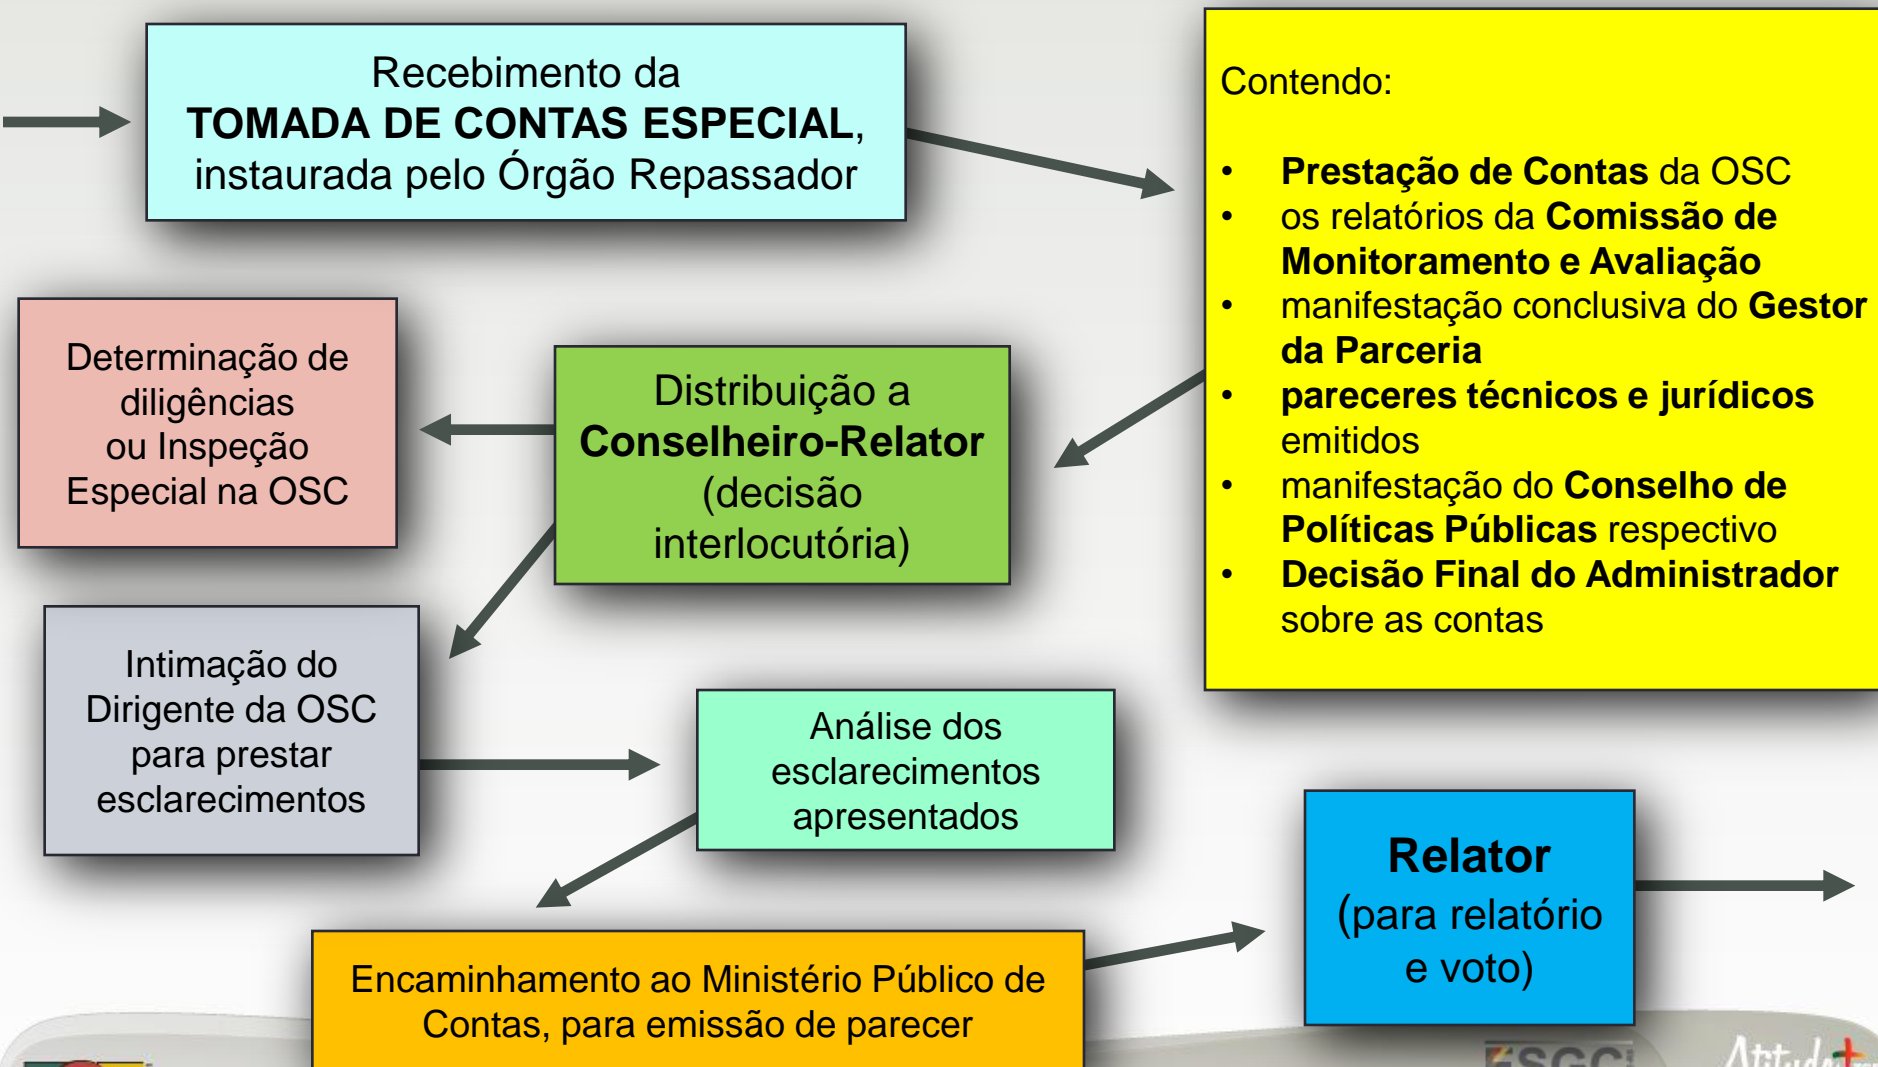 Recebimento da
TOMADA DE CONTAS ESPECIAL,
instaurada pelo Órgão Repassador
Contendo:
• Prestação de Contas da OSC
• os relatórios da Comissão de
Monitoramento e Avaliação
• manifestação conclusiva do Gestor
da Parceria
• pareceres técnicos e jurídicos
emitidos
• manifestação do Conselho de
Políticas Públicas respectivo
• Decisão Final do Administrador
sobre as contas
Distribuição a
Conselheiro-Relator
(decisão
interlocutória)
Determinação de
diligências
ou Inspeção
Especial na OSC
Intimação do
Dirigente da OSC
para prestar
esclarecimentos
Análise dos
esclarecimentos
apresentados
Encaminhamento ao Ministério Público de
Contas, para emissão de parecer
Relator
(para relatório
e voto)
ESGC
Atitude+